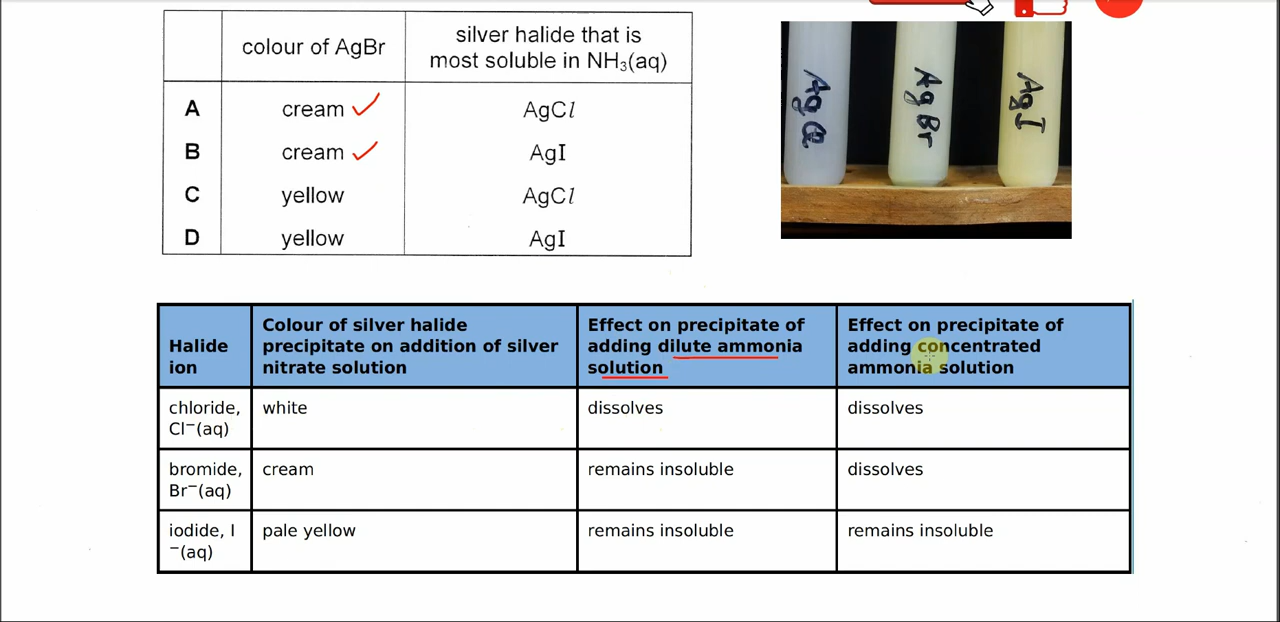 colour of AgBr
silver halide that is
most soluble in NH₃(aq)
A cream AgCl
B cream AgI
C yellow AgCl
D yellow AgI
AgCl
AgBr
AgI
Halide
ion
Colour of silver halide
precipitate on addition of silver
nitrate solution
Effect on precipitate of
adding dilute ammonia
solution
Effect on precipitate of
adding concentrated
ammonia solution
chloride,
Cl⁻(aq)
white
dissolves
dissolves
bromide,
Br⁻(aq)
cream
remains insoluble
dissolves
iodide, I
⁻(aq)
pale yellow
remains insoluble
remains insoluble